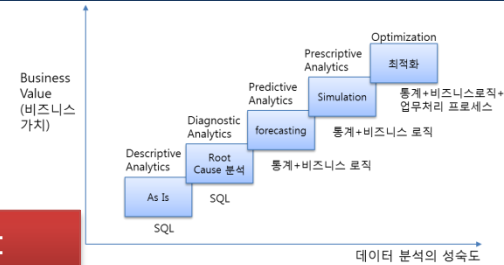 Optimization
최적화
Prescriptive
Analytics
Simulation
통계+비즈니스로직+
업무처리 프로세스
Business
Value
(비즈니스
가치)
Predictive
Analytics
forecasting
통계+비즈니스 로직
Diagnostic
Analytics
Root
Cause 분석
통계+비즈니스 로직
Descriptive
Analytics
As Is
SQL
SQL
데이터 분석의 성숙도